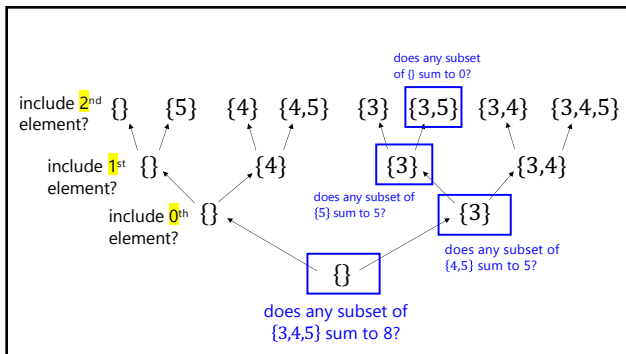 does any subset
of {} sum to 0?
include 2nd
element?
{} {5} {4} {4,5} {3} {3,5} {3,4} {3,4,5}
include 1st
element?
{} {4} {3} {3,4}
does any subset of
{5} sum to 5?
include 0th
element?
{} {3}
does any subset of
{4,5} sum to 5?
{}
does any subset of
{3,4,5} sum to 8?